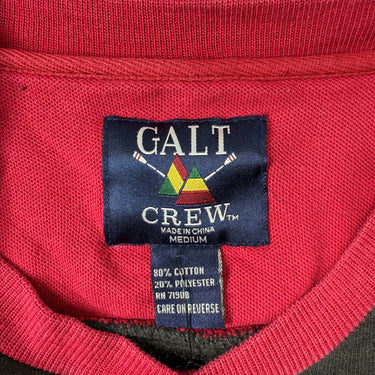 GALT
CREW™
MADE IN CHINA
MEDIUM
80% COTTON
20% POLYESTER
RN 71908
CARE ON REVERSE